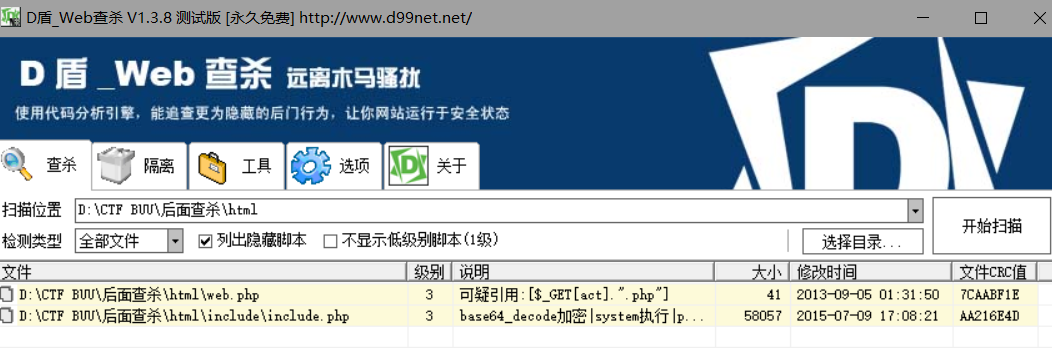 D盾_Web查杀 V1.3.8 测试版 [永久免费] http://www.d99net.net/
D 盾 _Web 查杀 远离木马骚扰
使用代码分析引擎，能追查更为隐藏的后门行为，让你网站运行于安全状态
查杀 隔离 工具 选项 关于
扫描位置 D:\CTF BUU\后面查杀\html 开始扫描
检测类型 全部文件 列出隐藏脚本 不显示低级别脚本(1级) 选择目录...
文件 级别 说明 大小 修改时间 文件CRC值
D:\CTF BUU\后面查杀\html\web.php 3 可疑引用:[$_GET[act].".php"] 41 2013-09-05 01:31:50 7CAABF1E
D:\CTF BUU\后面查杀\html\include\include.php 3 base64_decode加密|system执行|p... 58057 2015-07-09 17:08:21 AA216E4D